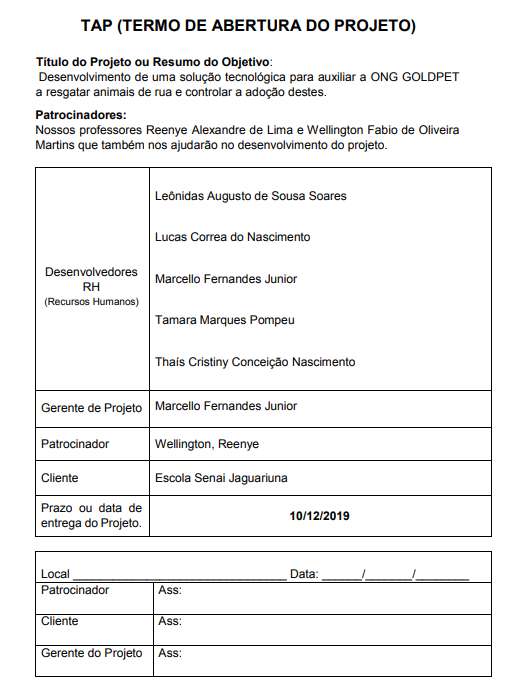 TAP (TERMO DE ABERTURA DO PROJETO)
Título do Projeto ou Resumo do Objetivo:
Desenvolvimento de uma solução tecnológica para auxiliar a ONG GOLDPET
a resgatar animais de rua e controlar a adoção destes.
Patrocinadores:
Nossos professores Reenye Alexandre de Lima e Wellington Fabio de Oliveira
Martins que também nos ajudarão no desenvolvimento do projeto.
Desenvolvedores
RH
(Recursos Humanos)
Leônidas Augusto de Sousa Soares
Lucas Correa do Nascimento
Marcello Fernandes Junior
Tamara Marques Pompeu
Thaís Cristiny Conceição Nascimento
Gerente de Projeto
Marcello Fernandes Junior
Patrocinador
Wellington, Reenye
Cliente
Escola Senai Jaguariuna
Prazo ou data de
entrega do Projeto.
10/12/2019
Local ________________________________ Data: ______/_______/________
Patrocinador
Ass:
Cliente
Ass:
Gerente do Projeto
Ass: